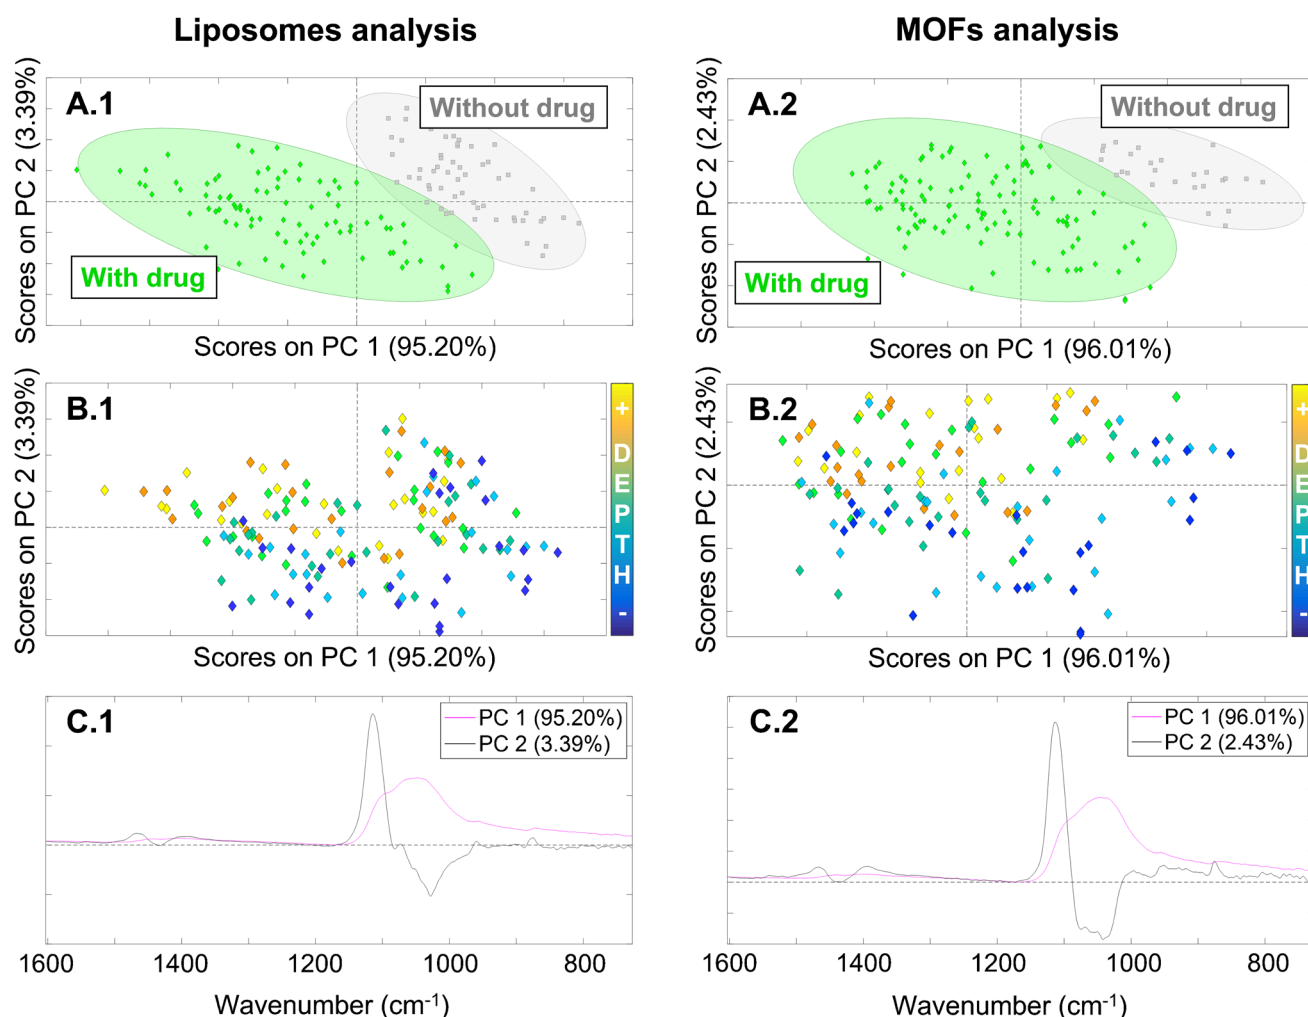 Liposomes analysis
MOFs analysis
A.1
Without drug
With drug
Scores on PC 2 (3.39%)
Scores on PC 1 (95.20%)
A.2
Without drug
With drug
Scores on PC 2 (2.43%)
Scores on PC 1 (96.01%)
B.1
Scores on PC 2 (3.39%)
Scores on PC 1 (95.20%)
+
D
E
P
T
H
-
B.2
Scores on PC 2 (2.43%)
Scores on PC 1 (96.01%)
+
D
E
P
T
H
-
C.1
PC 1 (95.20%)
PC 2 (3.39%)
1600 1400 1200 1000 800
Wavenumber (cm-1)
C.2
PC 1 (96.01%)
PC 2 (2.43%)
1600 1400 1200 1000 800
Wavenumber (cm-1)